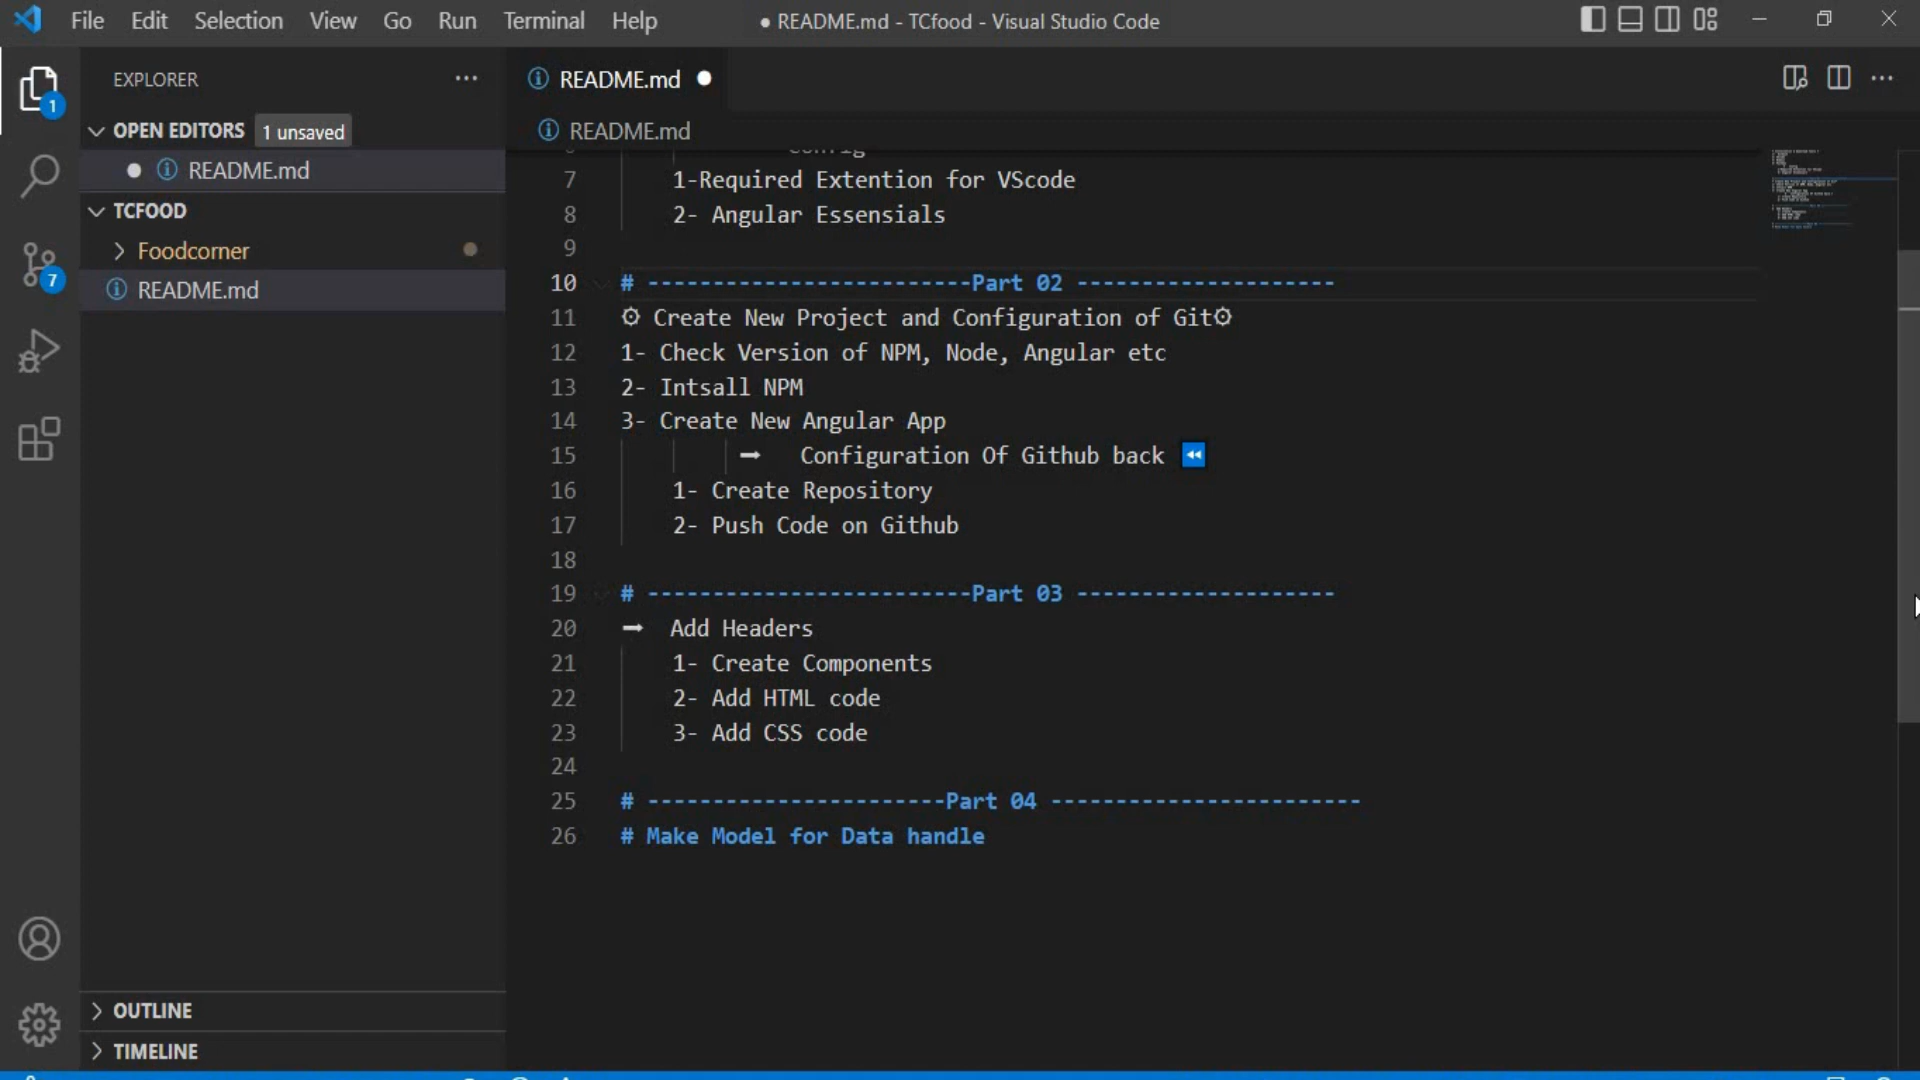 File Edit Selection View Go Run Terminal Help ● README.md - TCfood - Visual Studio Code
EXPLORER ···
README.md ●
OPEN EDITORS 1 unsaved
● README.md
TCFOOD
Foodcorner
README.md
1
7
README.md
7 1-Required Extention for VScode
8 2- Angular Essensials
9
10 # -------------------------Part 02 --------------------
11 ⚙ Create New Project and Configuration of Git⚙
12 1- Check Version of NPM, Node, Angular etc
13 2- Intsall NPM
14 3- Create New Angular App
15 ➡ Configuration Of Github back ⏪
16 1- Create Repository
17 2- Push Code on Github
18
19 # -------------------------Part 03 --------------------
20 ➡ Add Headers
21 1- Create Components
22 2- Add HTML code
23 3- Add CSS code
24
25 # -----------------------Part 04 ------------------------
26 # Make Model for Data handle
OUTLINE
TIMELINE